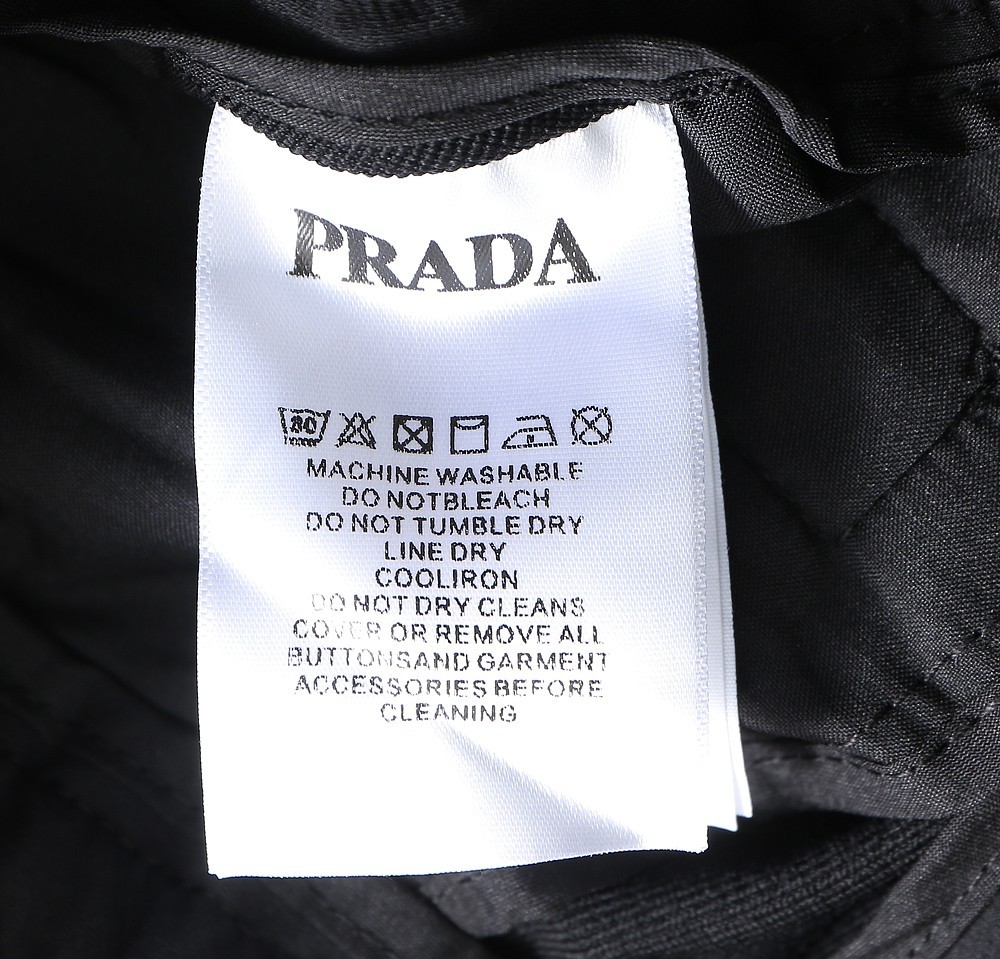 PRADA
30
MACHINE WASHABLE
DO NOTBLEACH
DO NOT TUMBLE DRY
LINE DRY
COOLIRON
DO NOT DRY CLEANS
COVER OR REMOVE ALL
BUTTONSAND GARMENT
ACCESSORIES BEFORE
CLEANING